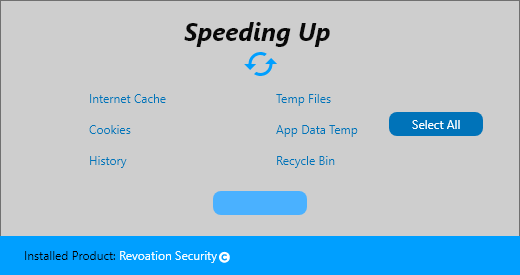 Speeding Up
Internet Cache
Temp Files
Cookies
App Data Temp
Select All
History
Recycle Bin
Installed Product: Revoation Security ©